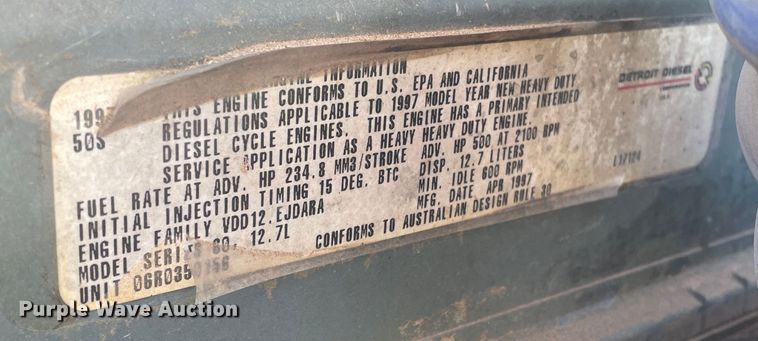 INFORMATION
1997 THIS ENGINE CONFORMS TO U.S. EPA AND CALIFORNIA
50S REGULATIONS APPLICABLE TO 1997 MODEL YEAR NEW HEAVY DUTY
DIESEL CYCLE ENGINES. THIS ENGINE HAS A PRIMARY INTENDED
SERVICE APPLICATION AS A HEAVY HEAVY DUTY ENGINE.
FUEL RATE AT ADV. HP 234.8 MM3/STROKE ADV. HP 500 AT 2100 RPM
INITIAL INJECTION TIMING 15 DEG. BTC DISP. 12.7 LITERS
ENGINE FAMILY VDD12.EJDARA MIN. IDLE 600 RPM
MODEL SERIES 60, 12.7L MFG. DATE APR 1997
UNIT CONFORMS TO AUSTRALIAN DESIGN RULE 30
DETROIT DIESEL
CORPORATION
L17124
Purple Wave Auction